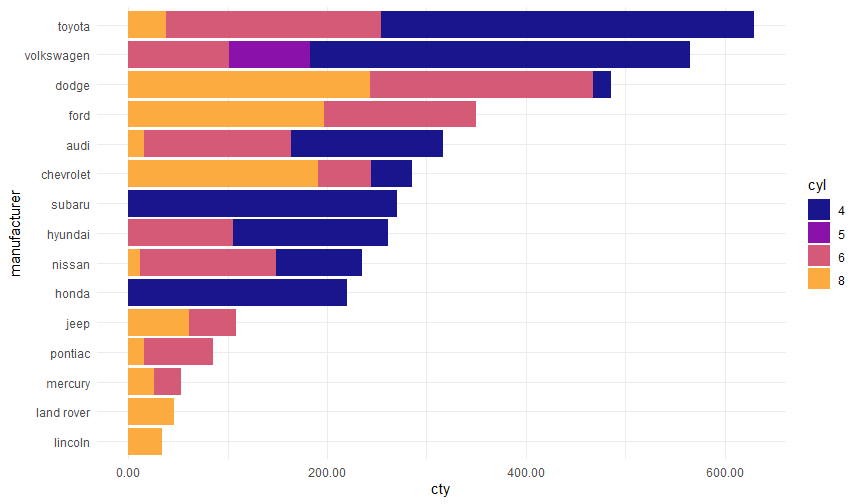 toyota
volkswagen
dodge
ford
audi
chevrolet
subaru
hyundai
nissan
honda
jeep
pontiac
mercury
land rover
lincoln
manufacturer
0.00
200.00
400.00
600.00
cty
cyl
4
5
6
8